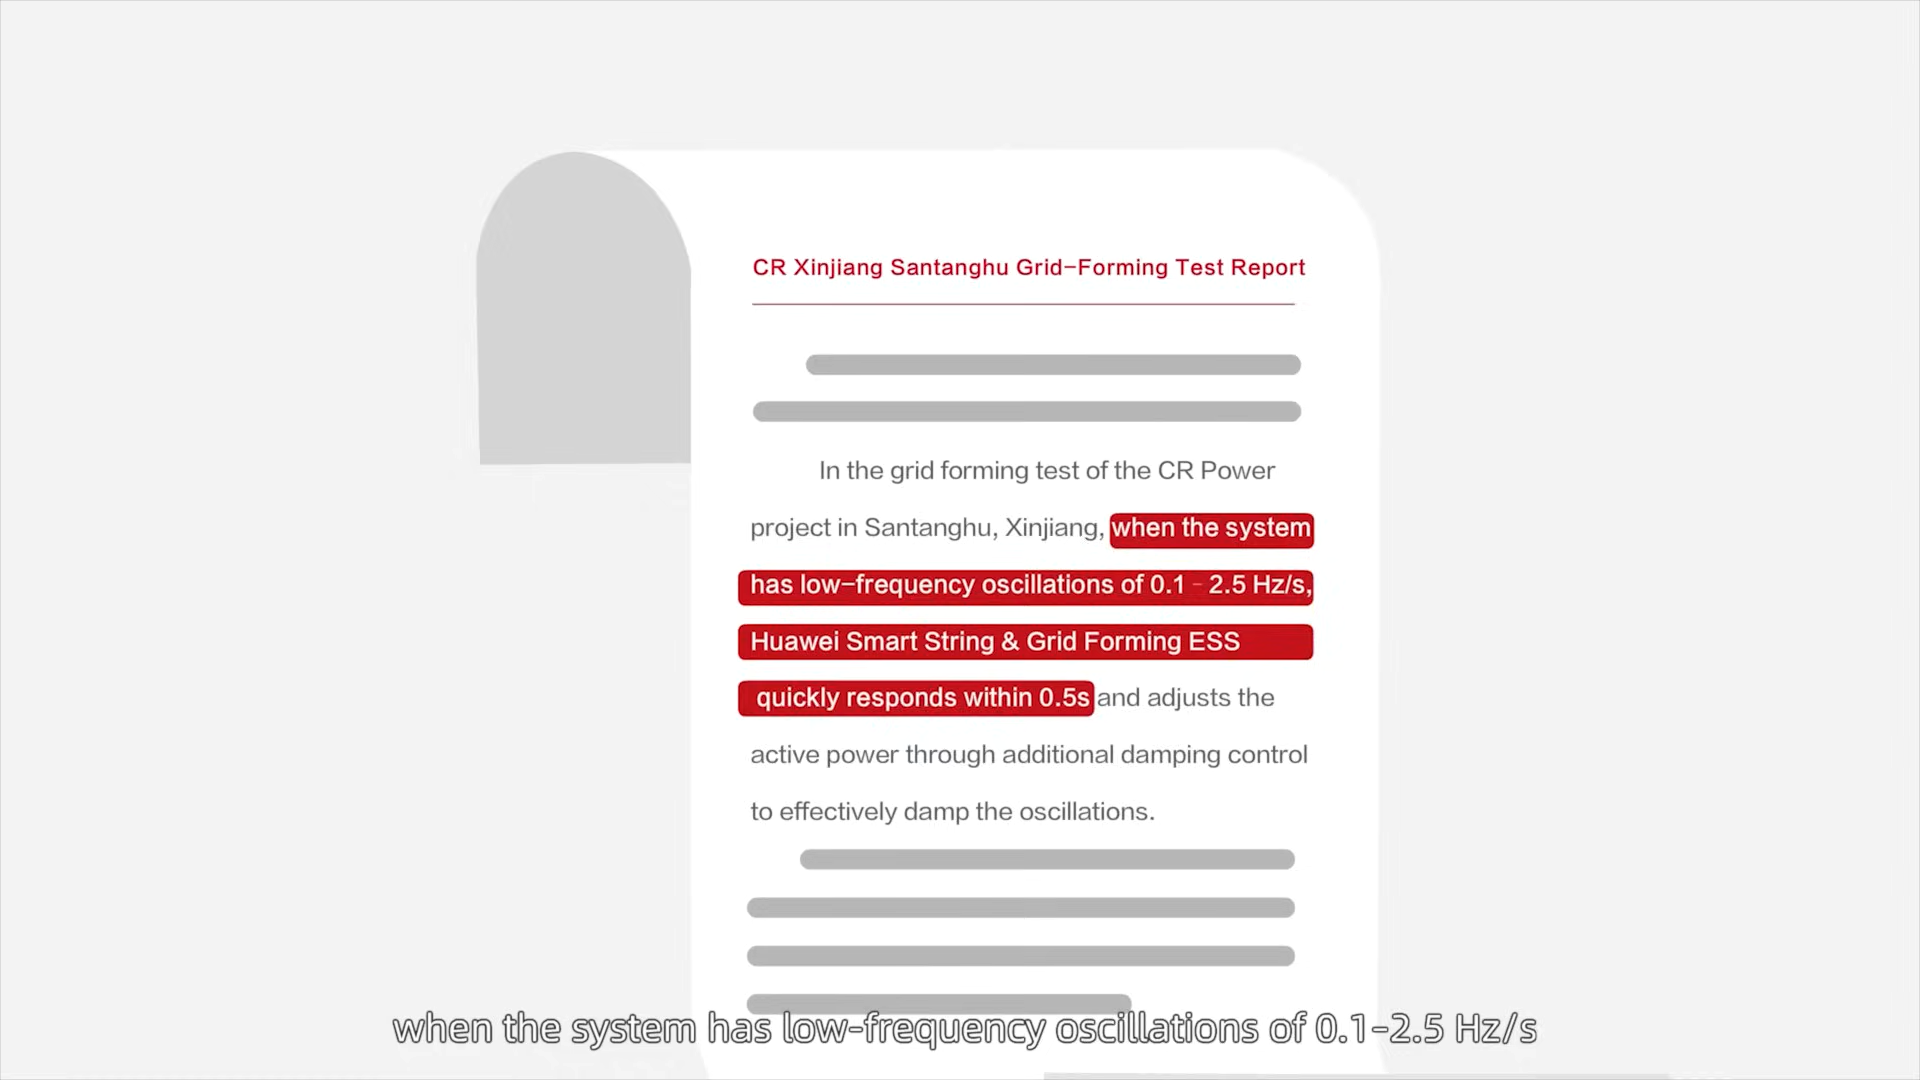 CR Xinjiang Santanghu Grid-Forming Test Report
In the grid forming test of the CR Power
project in Santanghu, Xinjiang, when the system
has low-frequency oscillations of 0.1 - 2.5 Hz/s,
Huawei Smart String & Grid Forming ESS
quickly responds within 0.5s and adjusts the
active power through additional damping control
to effectively damp the oscillations.
when the system has low-frequency oscillations of 0.1-2.5 Hz/s